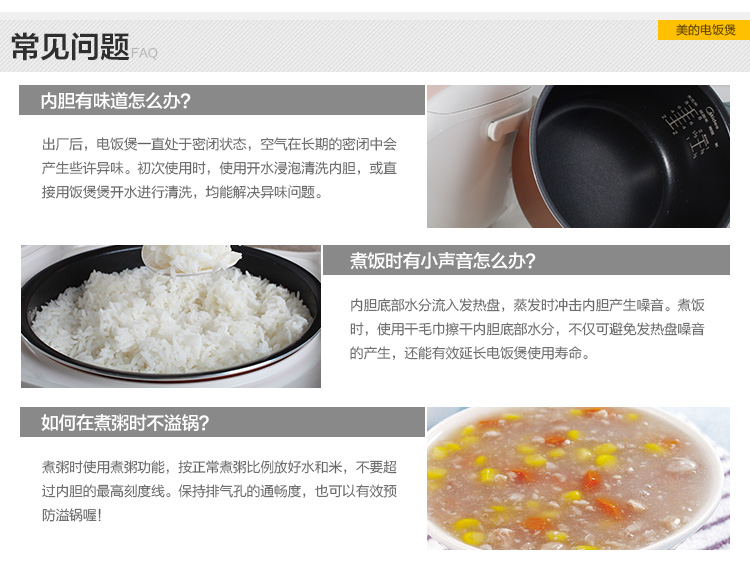 常见问题FAQ
美的电饭煲
内胆有味道怎么办?
出厂后，电饭煲一直处于密闭状态，空气在长期的密闭中会
产生些许异味。初次使用时，使用开水浸泡清洗内胆，或直
接用饭煲煲开水进行清洗，均能解决异味问题。
Midea
煮饭时有小声音怎么办?
内胆底部水分流入发热盘，蒸发时冲击内胆产生噪音。煮饭
时，使用干毛巾擦干内胆底部水分，不仅可避免发热盘噪音
的产生，还能有效延长电饭煲使用寿命。
如何在煮粥时不溢锅?
煮粥时使用煮粥功能，按正常煮粥比例放好水和米，不要超
过内胆的最高刻度线。保持排气孔的通畅度，也可以有效预
防溢锅喔!